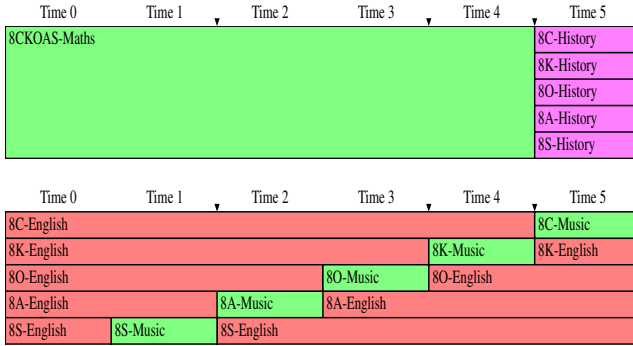 Time 0 Time 1 Time 2 Time 3 Time 4 Time 5
8CKOAS-Maths 8C-History
8K-History
8O-History
8A-History
8S-History
Time 0 Time 1 Time 2 Time 3 Time 4 Time 5
8C-English 8C-Music
8K-English 8K-Music 8K-English
8O-English 8O-Music 8O-English
8A-English 8A-Music 8A-English
8S-English 8S-Music 8S-English